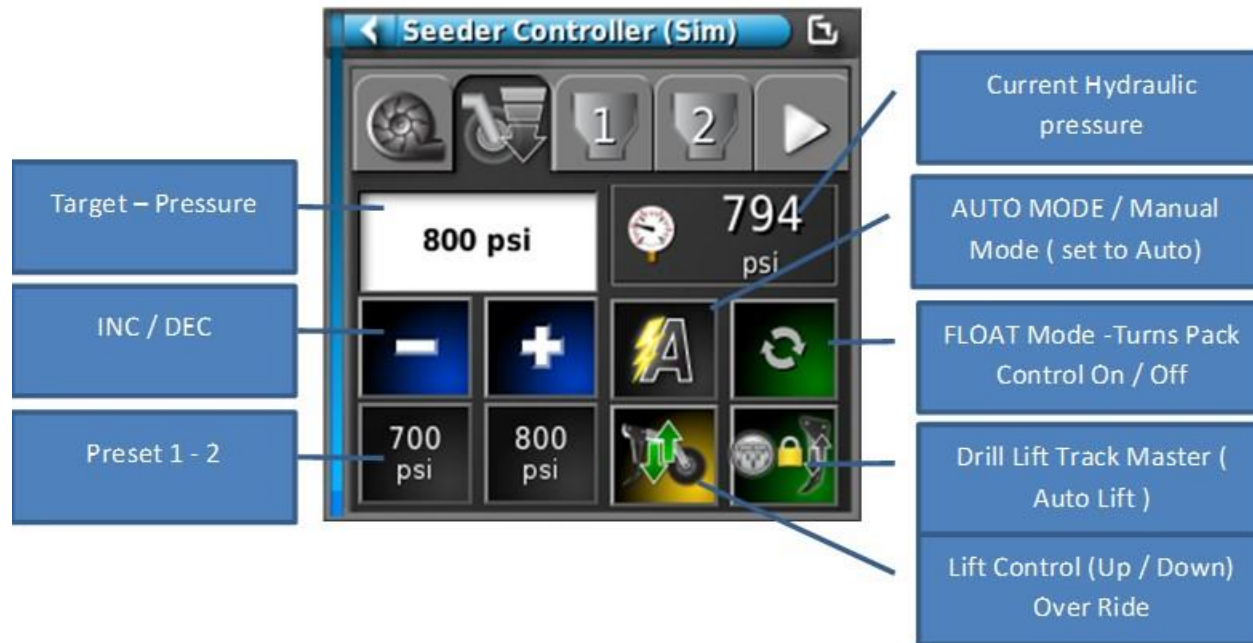 Seeder Controller (Sim)
1
2
Current Hydraulic
pressure
Target – Pressure
800 psi
794
psi
AUTO MODE / Manual
Mode ( set to Auto)
INC / DEC
A
FLOAT Mode -Turns Pack
Control On / Off
Preset 1 - 2
700
psi
800
psi
Drill Lift Track Master (
Auto Lift )
Lift Control (Up / Down)
Over Ride